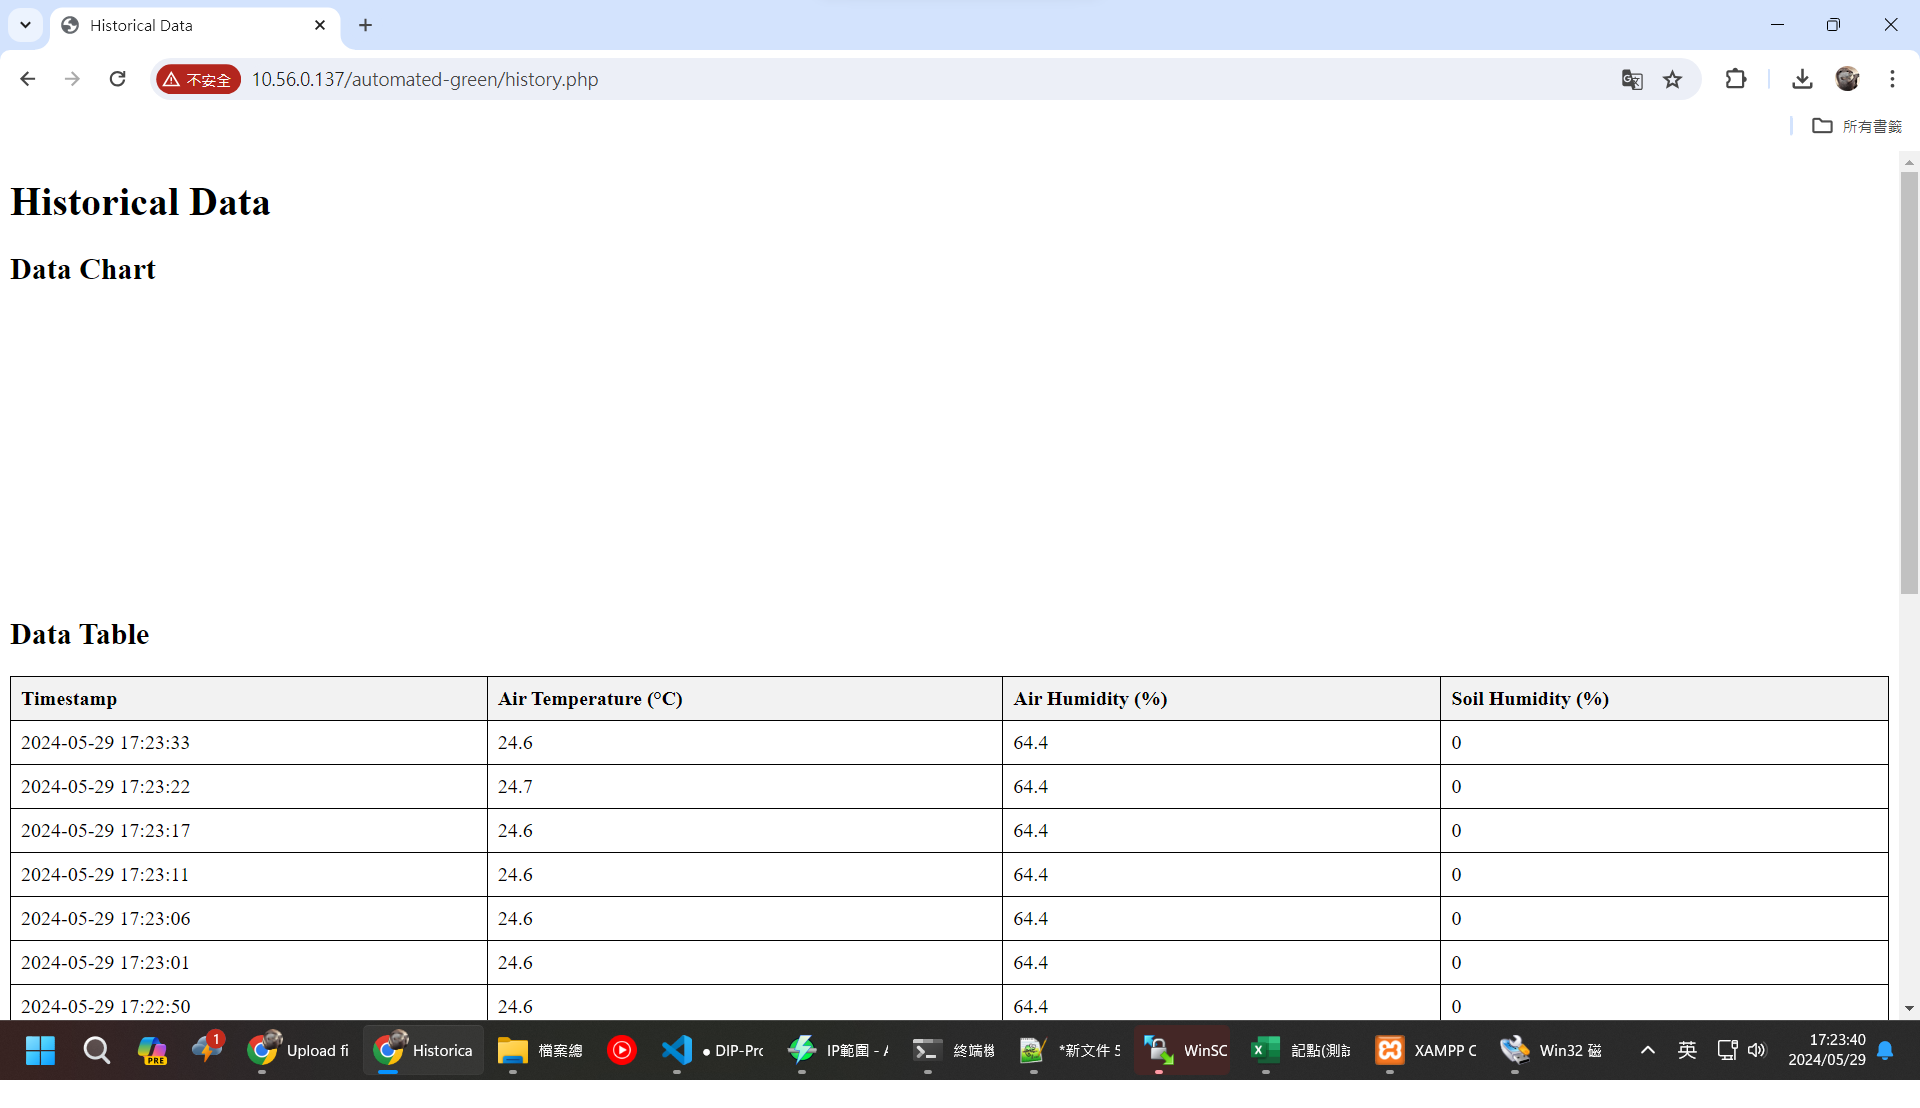 Historical Data
不安全
10.56.0.137/automated-green/history.php
所有書籤
Historical Data
Data Chart
Data Table
Timestamp Air Temperature (°C) Air Humidity (%) Soil Humidity (%)
2024-05-29 17:23:33 24.6 64.4 0
2024-05-29 17:23:22 24.7 64.4 0
2024-05-29 17:23:17 24.6 64.4 0
2024-05-29 17:23:11 24.6 64.4 0
2024-05-29 17:23:06 24.6 64.4 0
2024-05-29 17:23:01 24.6 64.4 0
2024-05-29 17:22:50 24.6 64.4 0
PRE 1 Upload fi Historica 檔案總 ● DIP-Pro IP範圍 - A 終端機 *新文件 5 WinSC 記點(測試 XAMPP C Win32 磁 英 17:23:40
2024/05/29